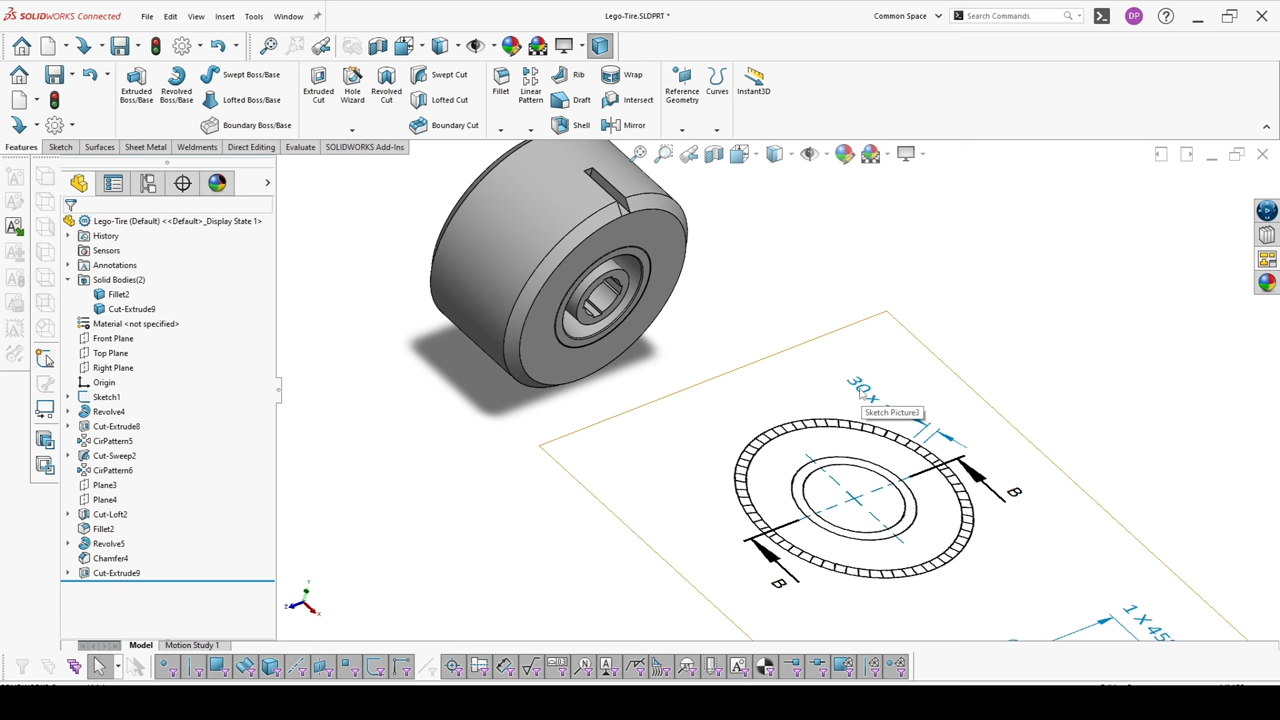 SOLIDWORKS Connected
File Edit View Insert Tools Window
Lego-Tire.SLDPRT *
Common Space
Search Commands
DP
Extruded Boss/Base
Revolved Boss/Base
Swept Boss/Base
Lofted Boss/Base
Boundary Boss/Base
Extruded Cut
Hole Wizard
Revolved Cut
Swept Cut
Lofted Cut
Boundary Cut
Fillet
Linear Pattern
Rib
Draft
Shell
Wrap
Intersect
Mirror
Reference Geometry
Curves
Instant3D
Features Sketch Surfaces Sheet Metal Weldments Direct Editing Evaluate SOLIDWORKS Add-Ins
Lego-Tire (Default) <<Default>_Display State 1>
History
Sensors
Annotations
Solid Bodies(2)
Fillet2
Cut-Extrude9
Material <not specified>
Front Plane
Top Plane
Right Plane
Origin
Sketch1
Revolve4
Cut-Extrude8
CirPattern5
Cut-Sweep2
CirPattern6
Plane3
Plane4
Cut-Loft2
Fillet2
Revolve5
Chamfer4
Cut-Extrude9
30 x
Sketch Picture3
B
B
1 X 45
Y
Z
X
Model Motion Study 1